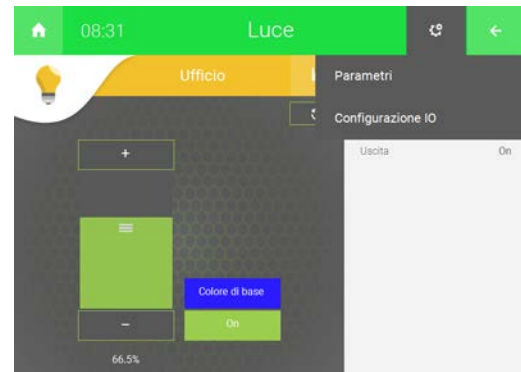 08:31
Luce
Ufficio
Parametri
Configurazione IO
Uscita On
+
Colore di base
−
On
66.5%